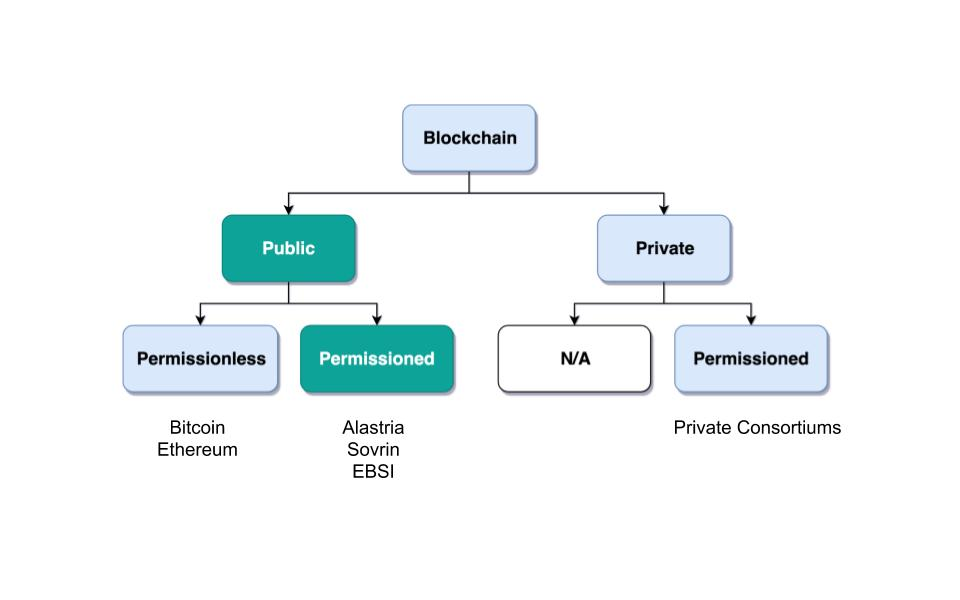 Blockchain
Public
Private
Permissionless
Permissioned
N/A
Permissioned
Bitcoin
Ethereum
Alastria
Sovrin
EBSI
Private Consortiums